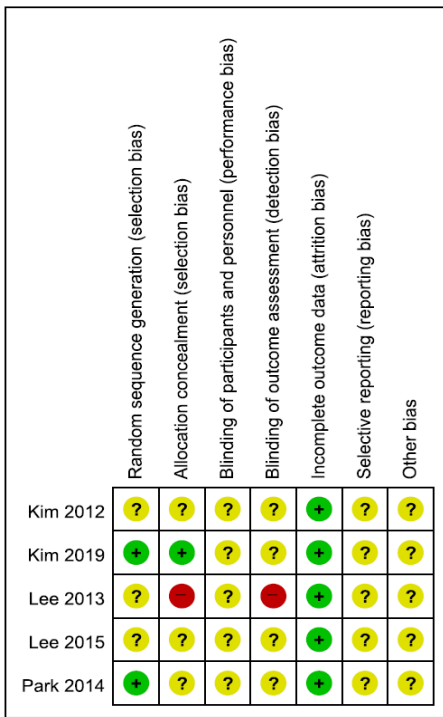 Random sequence generation (selection bias)
Allocation concealment (selection bias)
Blinding of participants and personnel (performance bias)
Blinding of outcome assessment (detection bias)
Incomplete outcome data (attrition bias)
Selective reporting (reporting bias)
Other bias
Kim 2012 ? ? ? ? + ? ?
Kim 2019 + + ? ? + ? ?
Lee 2013 ? – ? – + ? ?
Lee 2015 ? ? ? ? + ? ?
Park 2014 + ? ? ? + ? ?